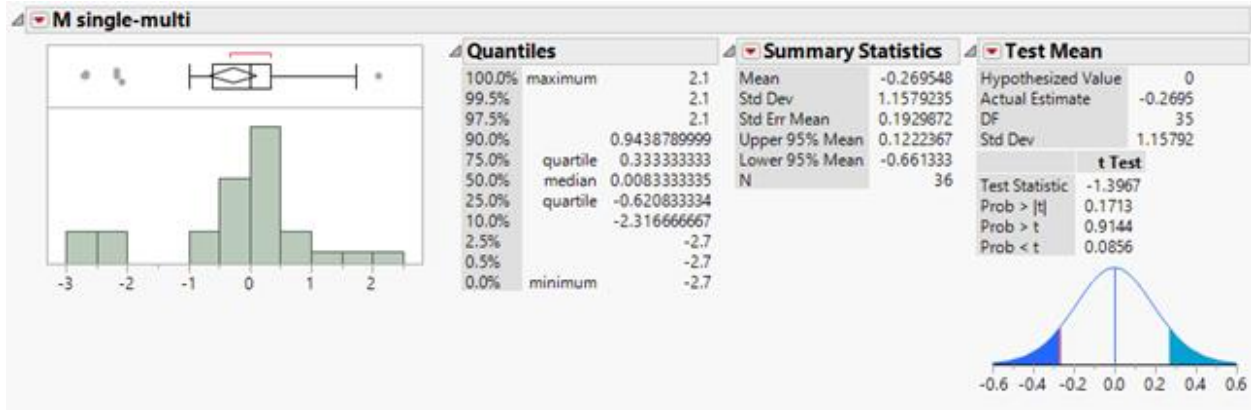 M single-multi
-3 -2 -1 0 1 2
Quantiles
100.0% maximum 2.1
99.5% 2.1
97.5% 2.1
90.0% 0.9438789999
75.0% quartile 0.333333333
50.0% median 0.0083333335
25.0% quartile -0.620833334
10.0% -2.316666667
2.5% -2.7
0.5% -2.7
0.0% minimum -2.7
Summary Statistics
Mean -0.269548
Std Dev 1.1579235
Std Err Mean 0.1929872
Upper 95% Mean 0.1222367
Lower 95% Mean -0.661333
N 36
Test Mean
Hypothesized Value 0
Actual Estimate -0.2695
DF 35
Std Dev 1.15792
t Test
Test Statistic -1.3967
Prob > |t| 0.1713
Prob > t 0.9144
Prob < t 0.0856
-0.6 -0.4 -0.2 0.0 0.2 0.4 0.6